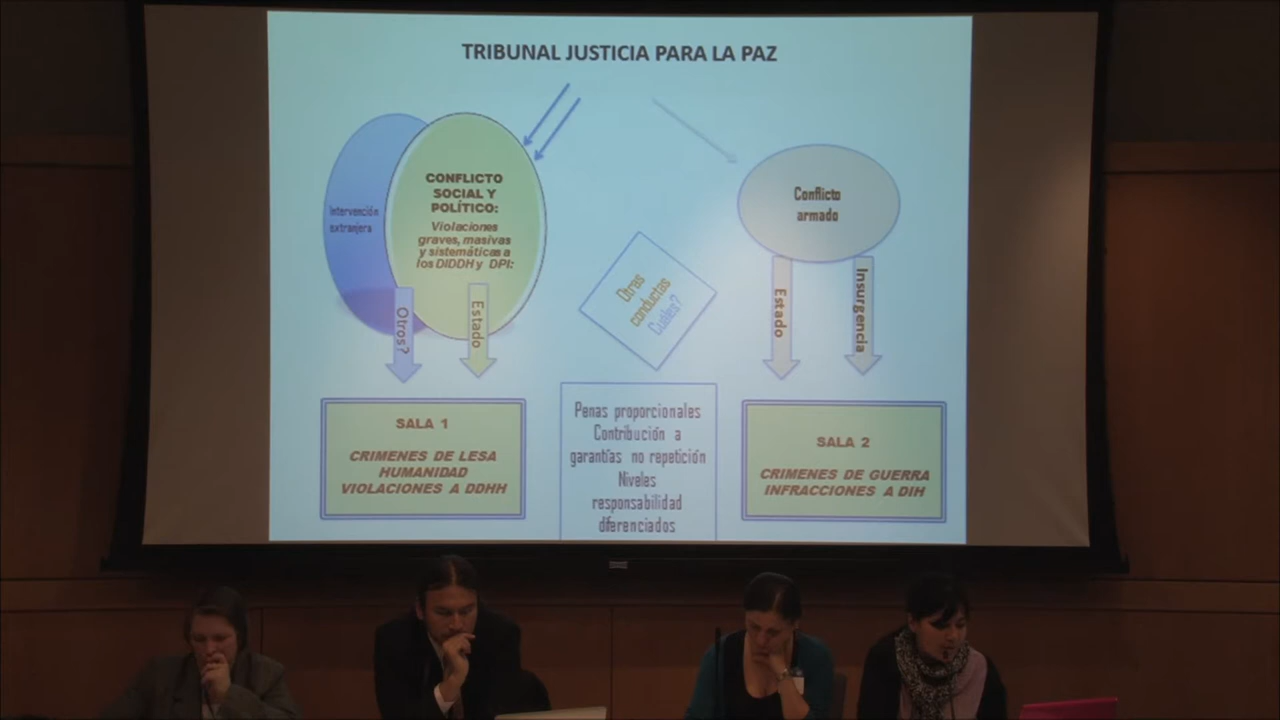 TRIBUNAL JUSTICIA PARA LA PAZ
Intervención
extranjera
CONFLICTO
SOCIAL Y
POLÍTICO:
Violaciones
graves, masivas
y sistemáticas a
los DIDDH y DPI:
Otros?
Estado
Otras
conductas
Cuáles?
Conflicto
armado
Estado
Insurgencia
SALA 1
CRIMENES DE LESA
HUMANIDAD
VIOLACIONES A DDHH
Penas proporcionales
Contribución a
garantías no repetición
Niveles
responsabilidad
diferenciados
SALA 2
CRIMENES DE GUERRA
INFRACCIONES A DIH